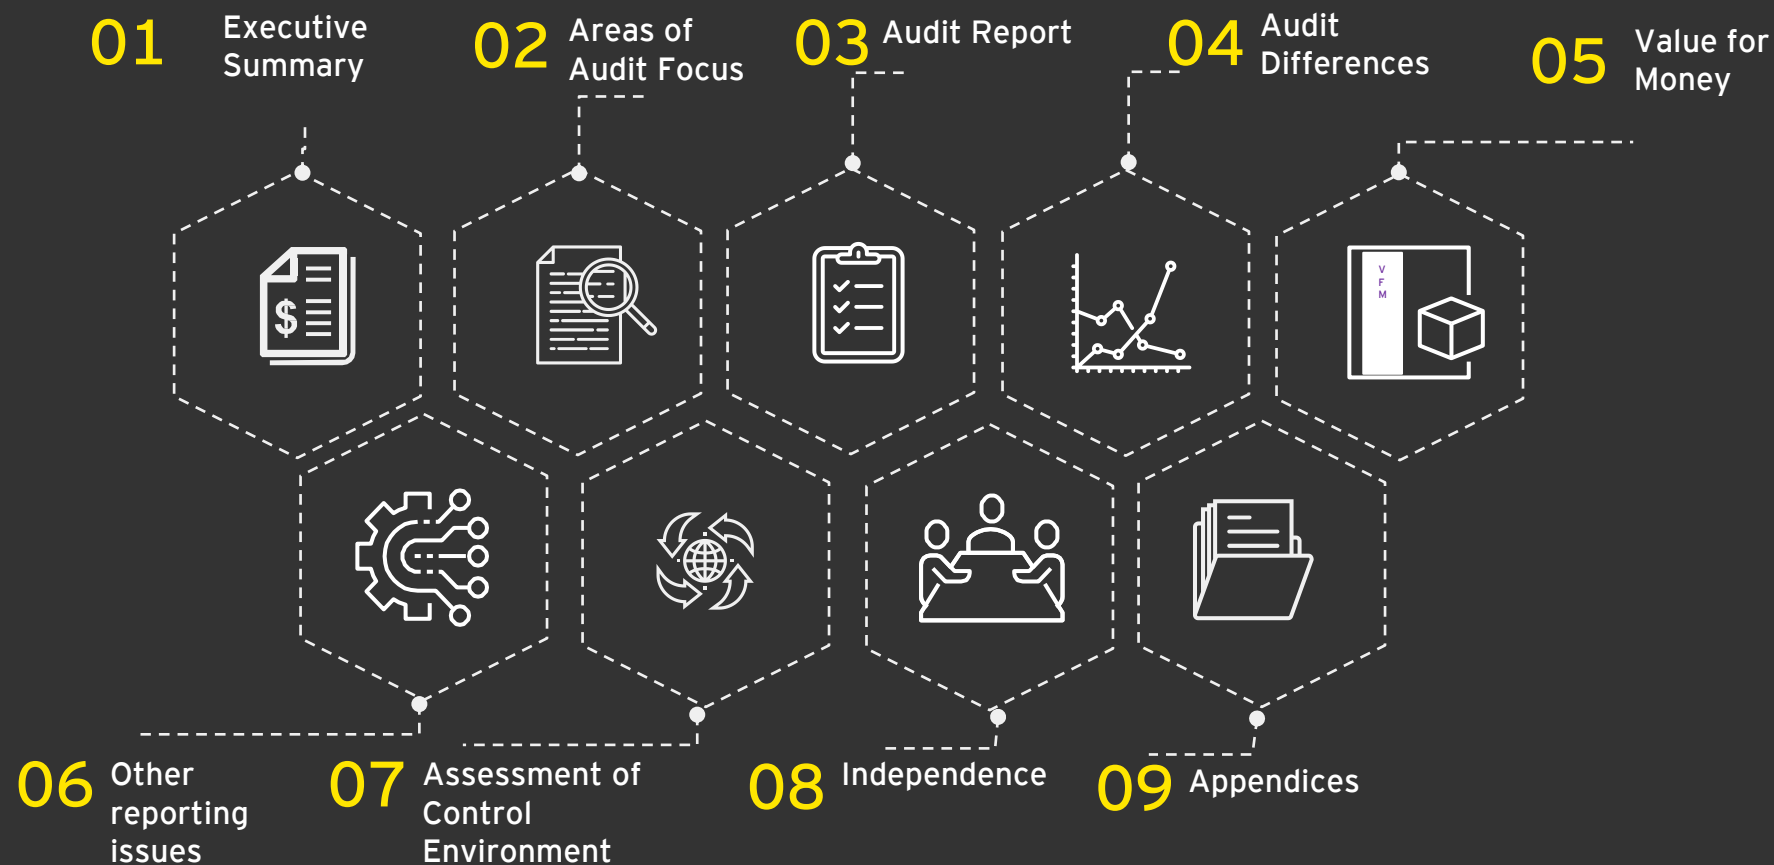 01
Executive
Summary
02
Areas of
Audit Focus
03
Audit Report
04
Audit
Differences
05
Value for
Money
$
V
F
M
06
Other
reporting
issues
07
Assessment of
Control
Environment
08
Independence
09
Appendices